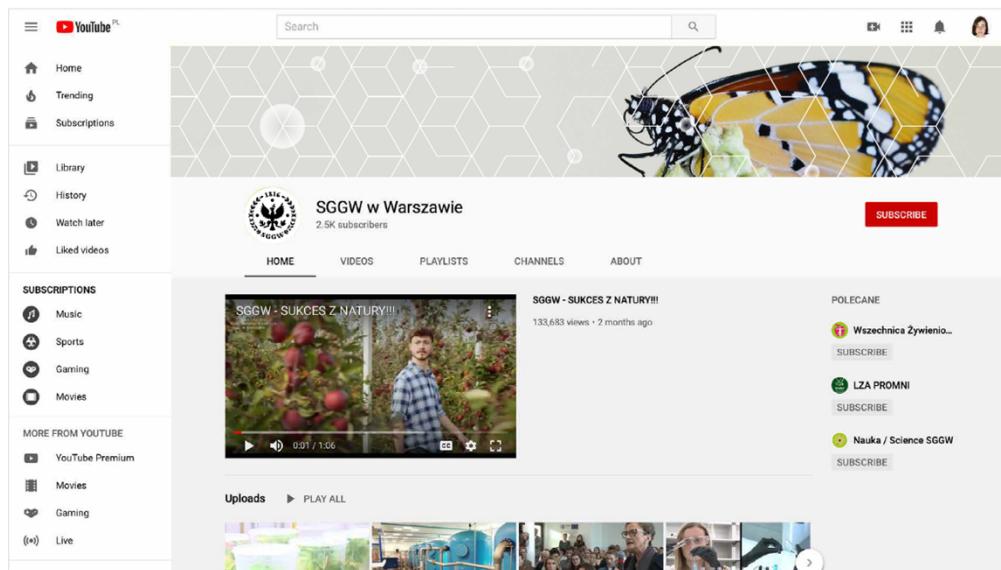 YouTube PL
Search
Home
Trending
Subscriptions
Library
History
Watch later
Liked videos
SUBSCRIPTIONS
Music
Sports
Gaming
Movies
MORE FROM YOUTUBE
YouTube Premium
Movies
Gaming
Live
1816
SGGW
SGGW w Warszawie
2.5K subscribers
SUBSCRIBE
HOME VIDEOS PLAYLISTS CHANNELS ABOUT
SGGW - SUKCES Z NATURY!!!
0:01 / 1:06
CC
SGGW - SUKCES Z NATURY!!!
133,683 views • 2 months ago
POLECANE
Wszechnica Żywienio...
SUBSCRIBE
LZA PROMNI
SUBSCRIBE
Nauka / Science SGGW
SUBSCRIBE
Uploads PLAY ALL